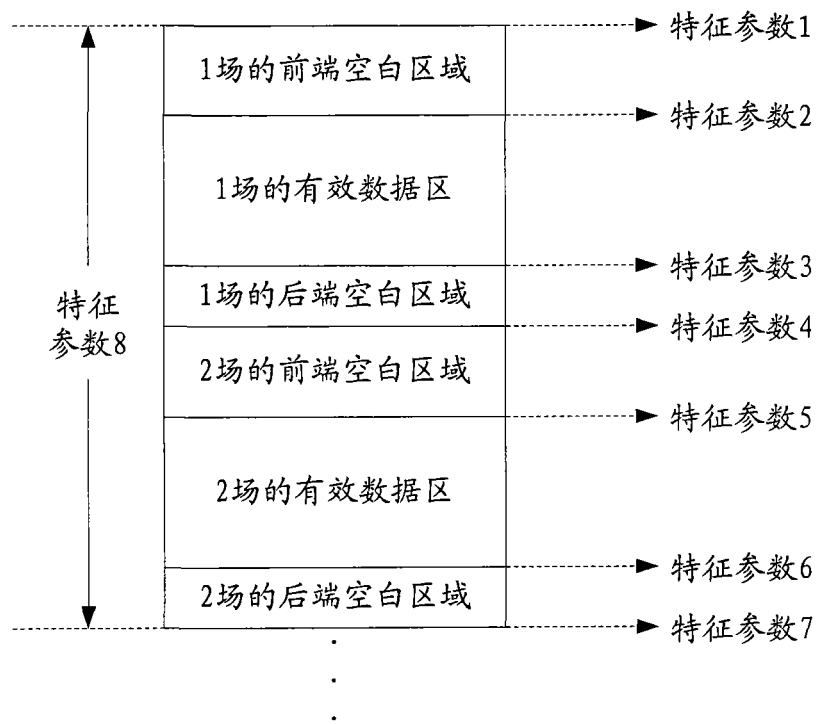 特征参数1
1场的前端空白区域
特征参数2
1场的有效数据区
特征参数3
1场的后端空白区域
特征参数4
特征
参数8
2场的前端空白区域
特征参数5
2场的有效数据区
特征参数6
2场的后端空白区域
特征参数7